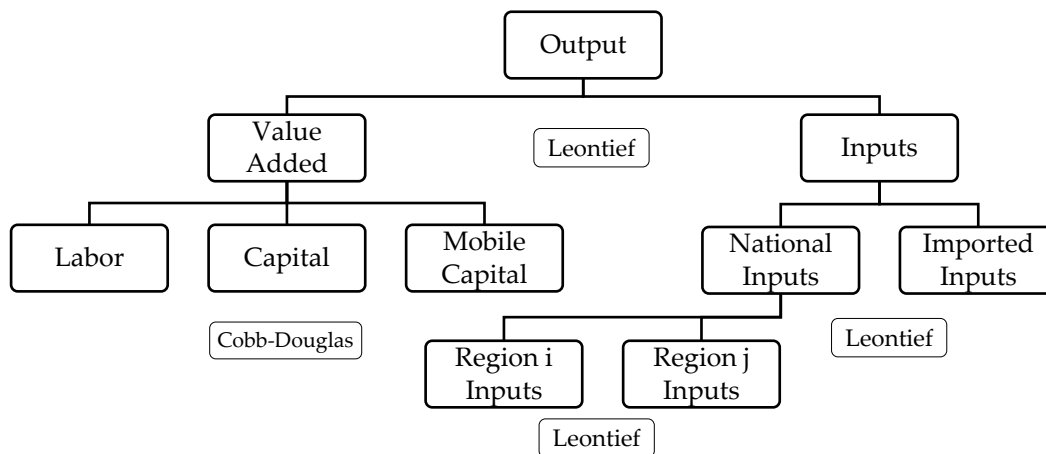 Output
Value
Added
Leontief
Inputs
Labor
Capital
Mobile
Capital
National
Inputs
Imported
Inputs
Cobb-Douglas
Leontief
Region i
Inputs
Region j
Inputs
Leontief